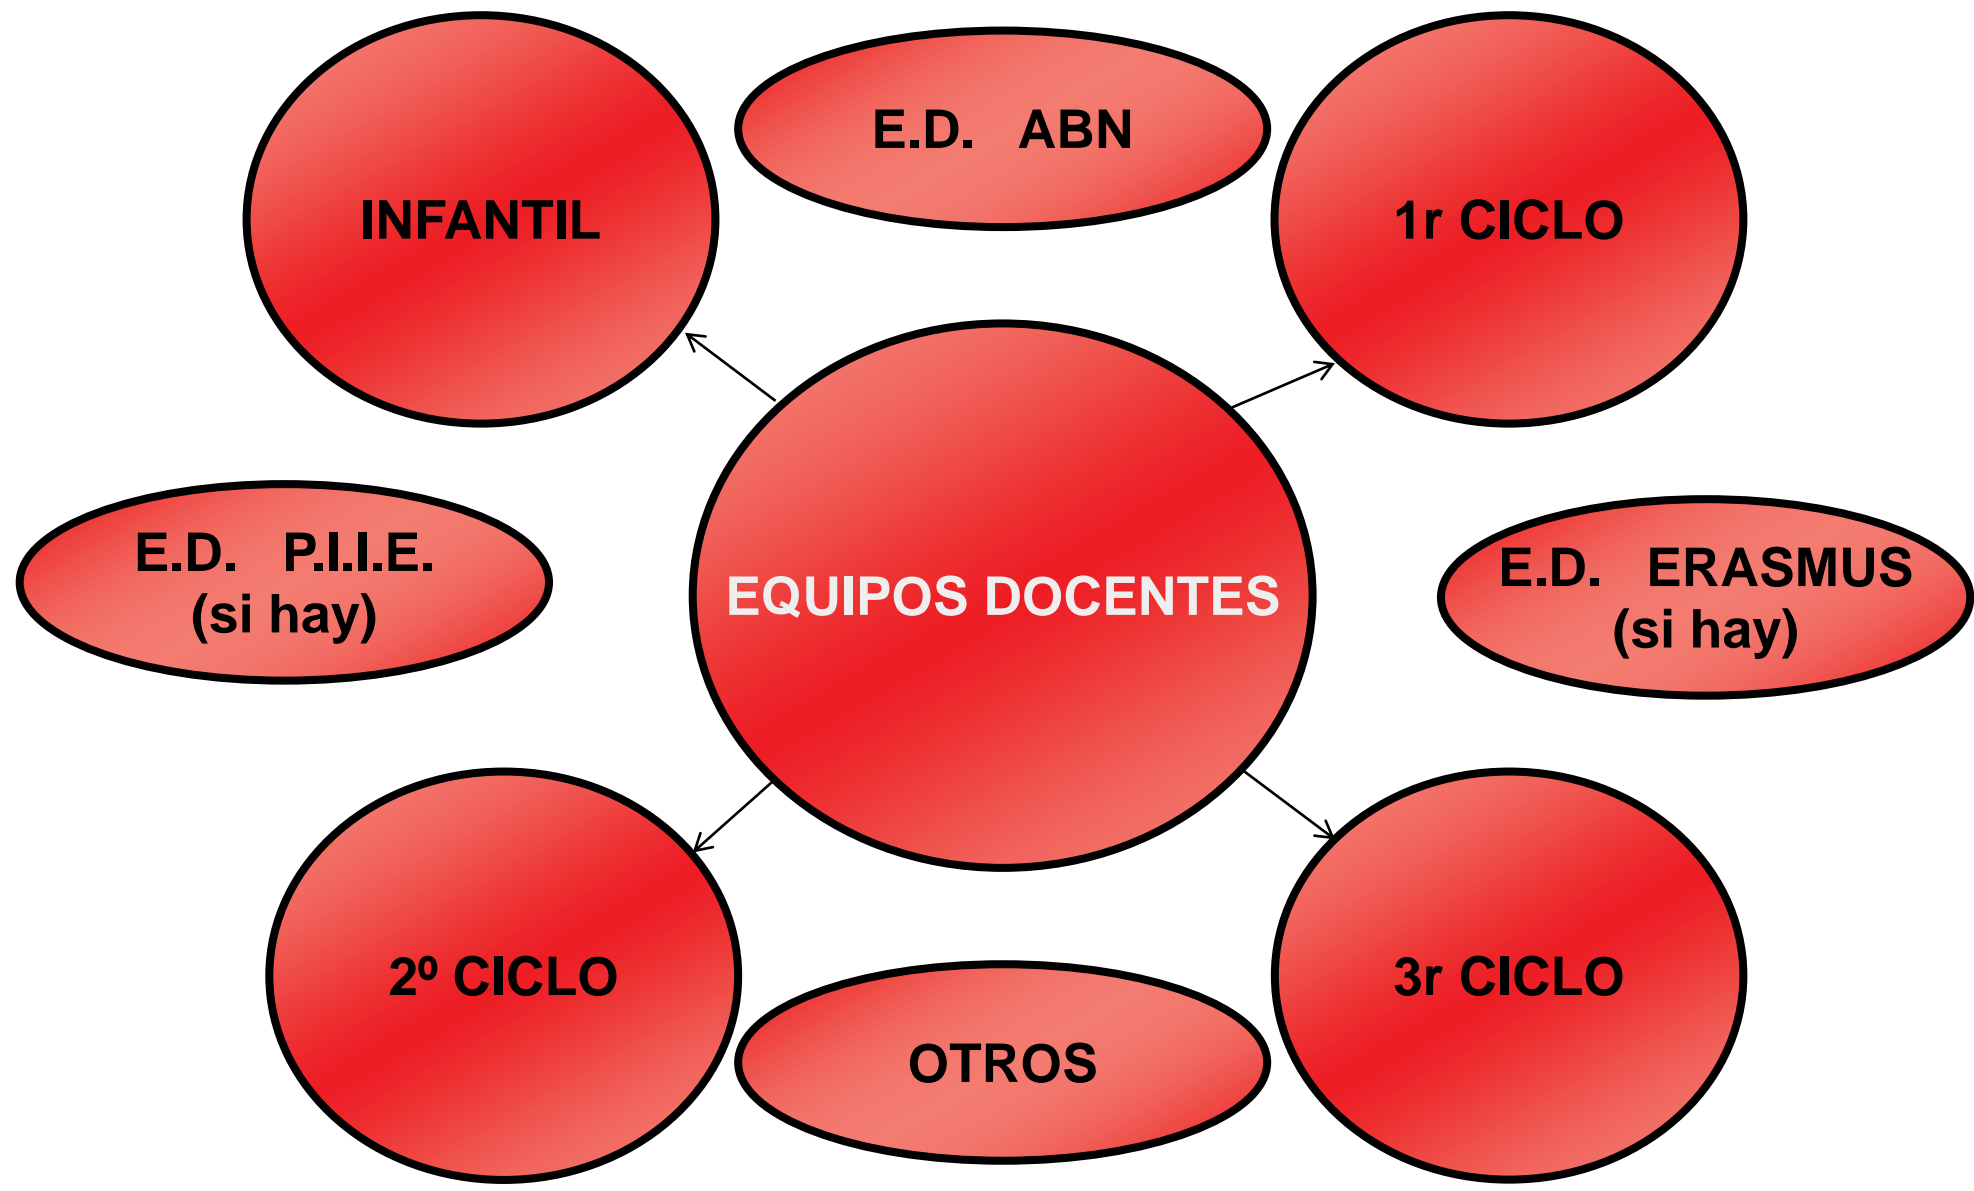 E.D. ABN
INFANTIL
1r CICLO
E.D. P.I.I.E.
(si hay)
EQUIPOS DOCENTES
E.D. ERASMUS
(si hay)
2º CICLO
3r CICLO
OTROS